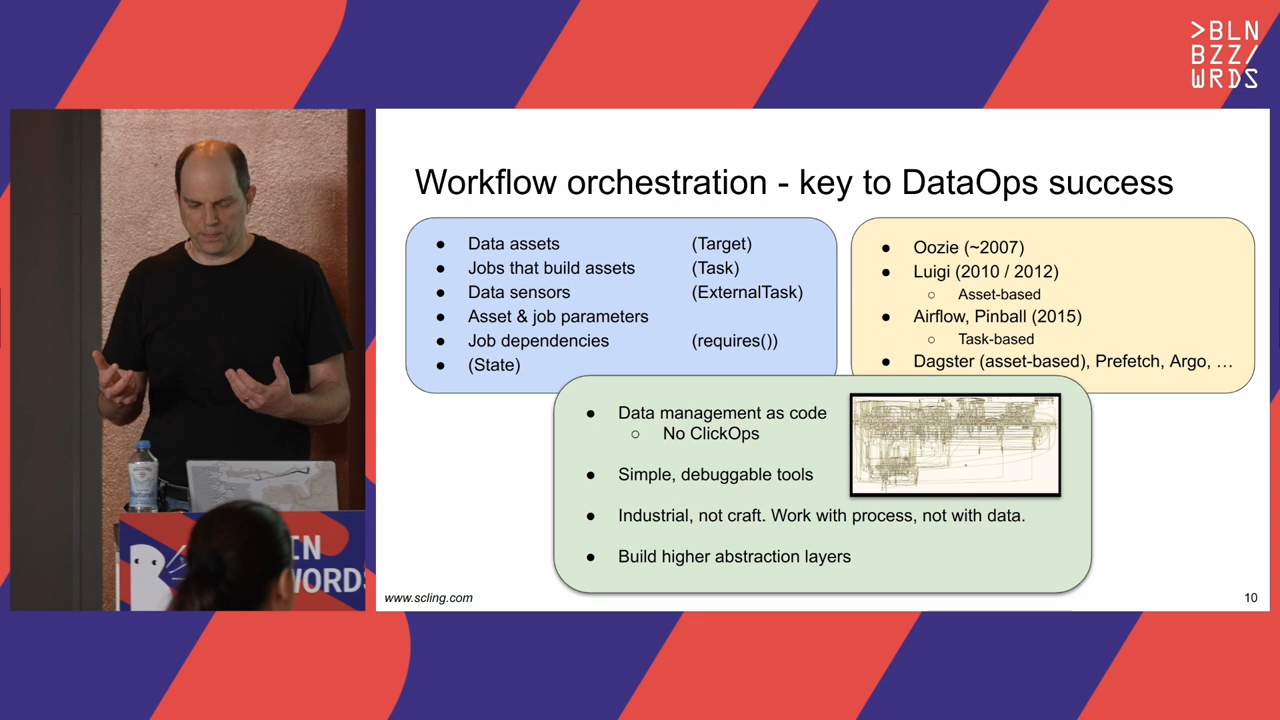 >BLN
BZZ/
WRDS
Workflow orchestration - key to DataOps success
● Data assets (Target)
● Jobs that build assets (Task)
● Data sensors (ExternalTask)
● Asset & job parameters
● Job dependencies (requires())
● (State)
● Oozie (~2007)
● Luigi (2010 / 2012)
○ Asset-based
● Airflow, Pinball (2015)
○ Task-based
● Dagster (asset-based), Prefetch, Argo, …
● Data management as code
○ No ClickOps
● Simple, debuggable tools
● Industrial, not craft. Work with process, not with data.
● Build higher abstraction layers
www.scling.com
10